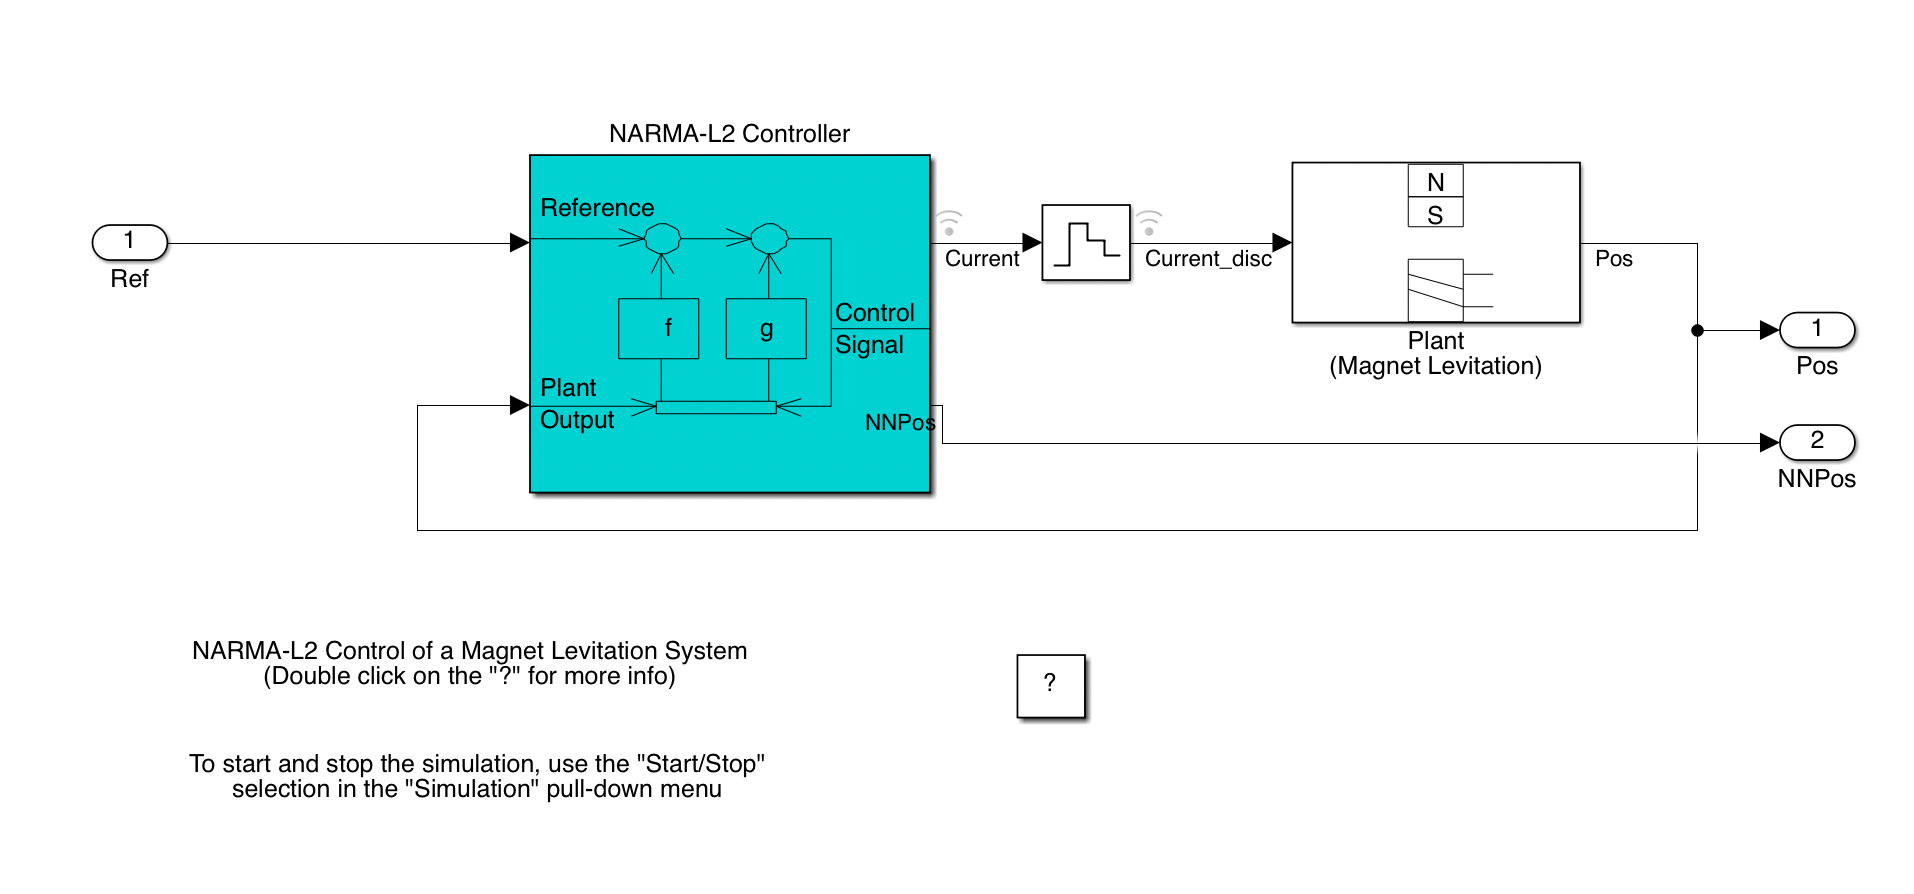 NARMA-L2 Controller
1
Ref
Reference
f
g
Control
Signal
Plant
Output
NNPos
Current
Current_disc
N
S
Plant
(Magnet Levitation)
Pos
1
Pos
2
NNPos
NARMA-L2 Control of a Magnet Levitation System
(Double click on the "?" for more info)
?
To start and stop the simulation, use the "Start/Stop"
selection in the "Simulation" pull-down menu